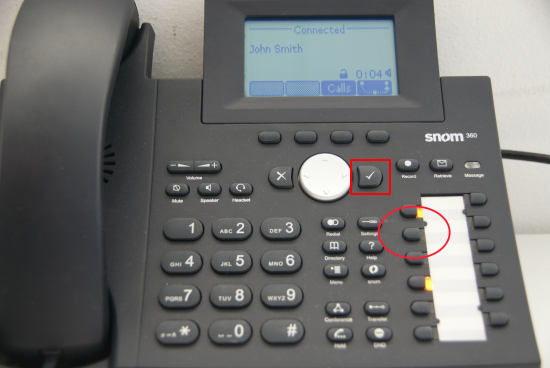 Connected
John Smith
0:04
Calls
snom 360
Volume
Record
Retrieve
Message
Mute
Speaker
Headset
1
ABC 2
DEF 3
Redial
Settings
GHI 4
JKL 5
MNO 6
Directory
Help
Menu
snom
PQRS 7
TUV 8
WXYZ 9
Conference
Transfer
*
0
#
Hold
DND